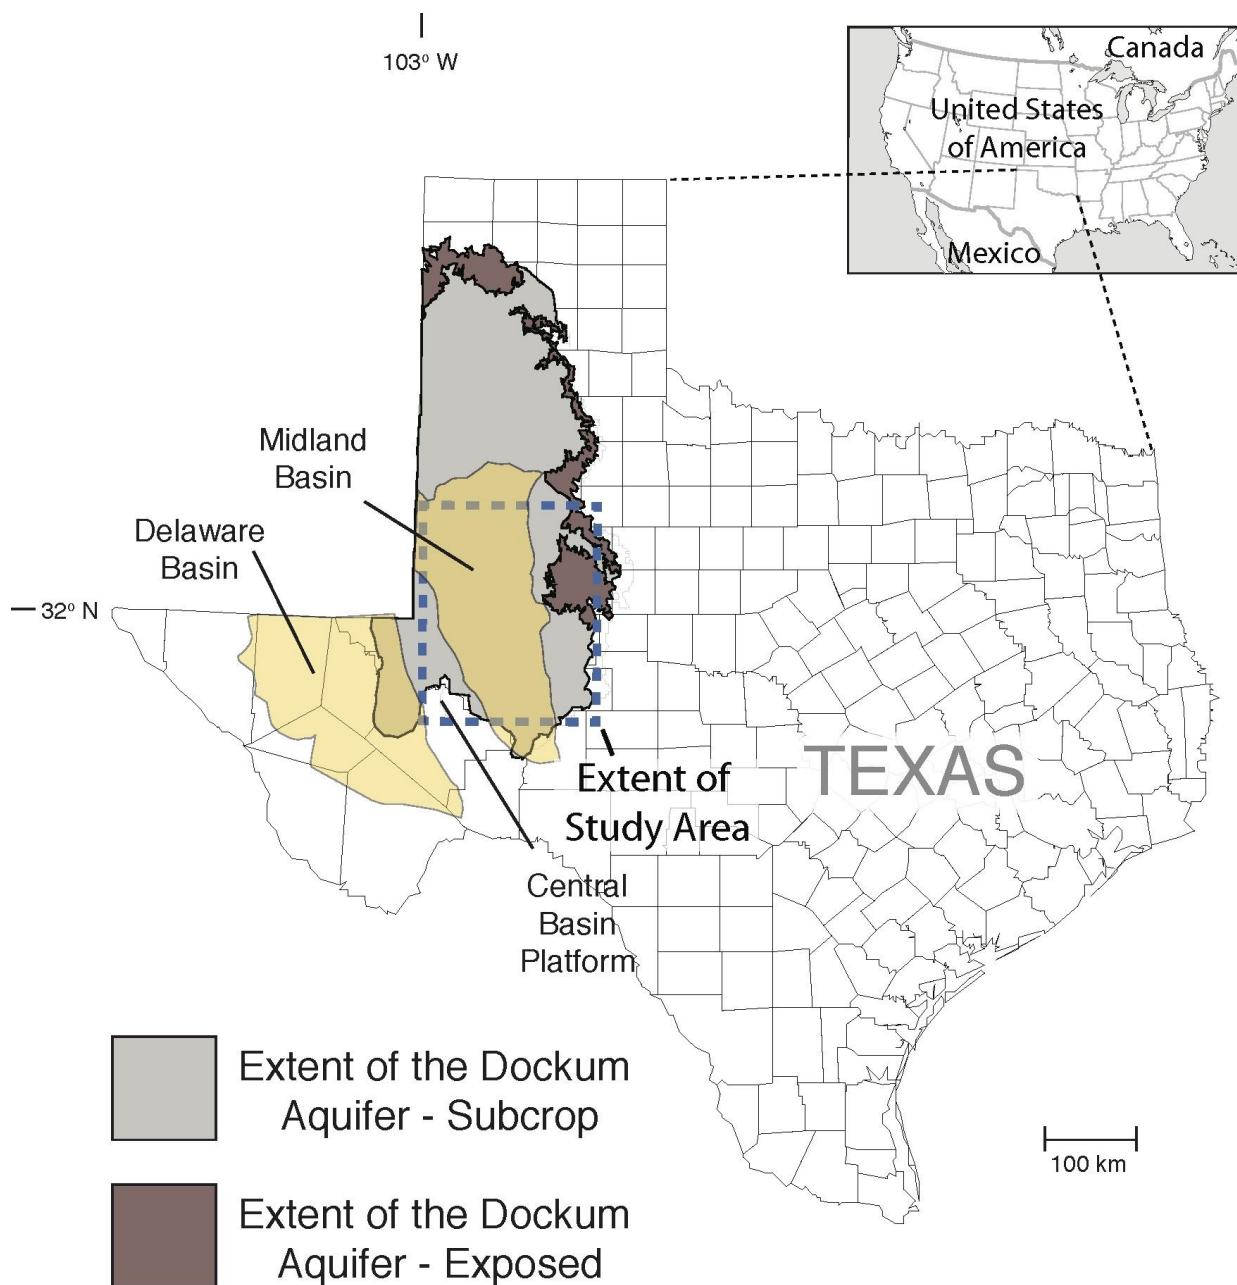 103° W
Canada
United States
of America
Mexico
Midland
Basin
Delaware
Basin
32° N
TEXAS
Extent of
Study Area
Central
Basin
Platform
Extent of the Dockum
Aquifer - Subcrop
100 km
Extent of the Dockum
Aquifer - Exposed